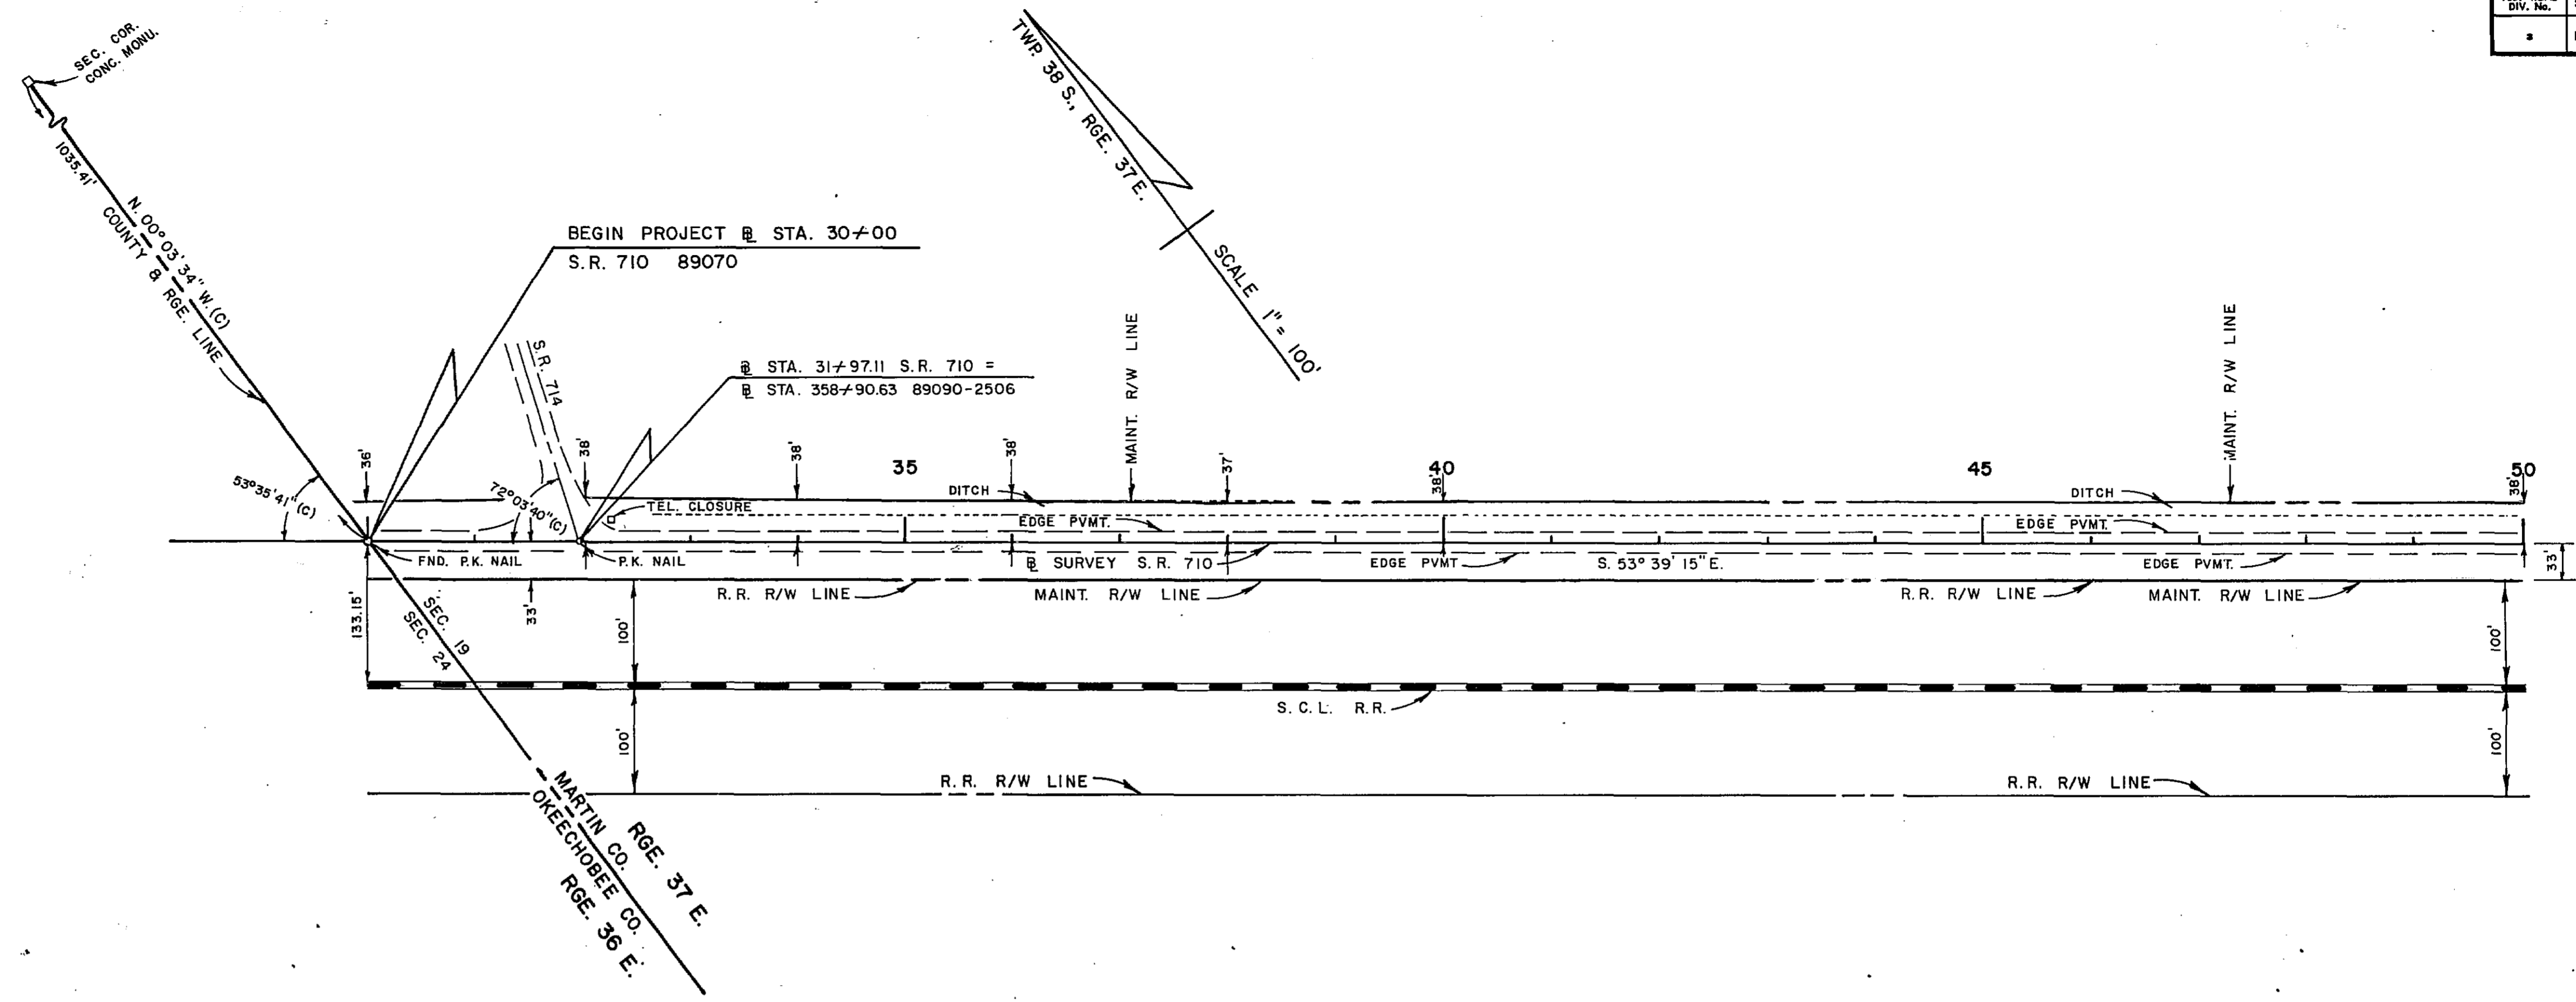 DIV. No.
3
SEC. COR.
CONC. MONU.
1035.41'
N. 00° 03' 34" W. (C)
COUNTY & RGE. LINE
TWP. 38 S., RGE. 37 E.
SCALE 1" = 100'
BEGIN PROJECT ℄ STA. 30+00
S.R. 710 89070
S.R. 714
℄ STA. 31+97.11 S.R. 710 =
℄ STA. 358+90.63 89090-2506
MAINT. R/W LINE
MAINT. R/W LINE
53°35'41" (C)
36'
72°03'40" (C)
38'
38'
35
38'
37'
40
38'
45
50
38'
DITCH
DITCH
TEL. CLOSURE
EDGE PVMT.
EDGE PVMT.
FND. P.K. NAIL
P.K. NAIL
℄ SURVEY S.R. 710
EDGE PVMT.
S. 53° 39' 15" E.
EDGE PVMT.
33'
R.R. R/W LINE
MAINT. R/W LINE
R.R. R/W LINE
MAINT. R/W LINE
133.15'
SEC. 19
SEC. 24
33'
100'
100'
S.C.L. R.R.
100'
100'
R.R. R/W LINE
R.R. R/W LINE
MARTIN CO.
OKEECHOBEE CO.
RGE. 37 E.
RGE. 36 E.